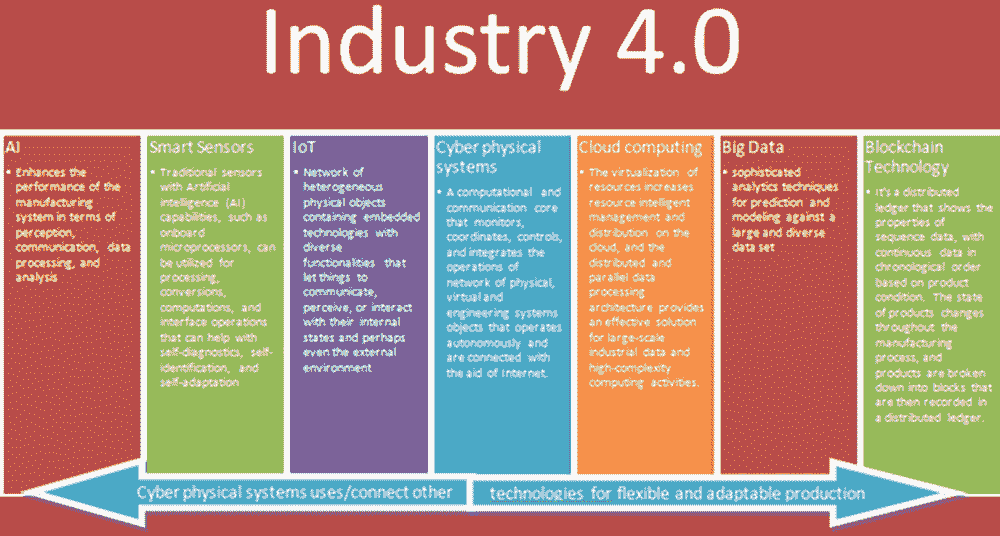 Industry 4.0
AI
• Enhances the
performance of the
manufacturing
system in terms of
perception,
communication, data
processing, and
analysis
Smart Sensors
• Traditional sensors
with Artificial
intelligence (AI)
capabilities, such as
onboard
microprocessors, can
be utilized for
processing,
conversions,
computations, and
interface operations
that can help with
self-diagnostics, self-
identification, and
self-adaptation
IoT
• Network of
heterogeneous
physical objects
containing embedded
technologies with
diverse
functionalities that
let things to
communicate,
perceive, or interact
with their internal
states and perhaps
even the external
environment
Cyber physical
systems
• A computational and
communication core
that monitors,
coordinates, controls,
and integrates the
operations of
network of physical,
virtual and
engineering systems
objects that operates
autonomously and
are connected with
the aid of Internet.
Cloud computing
• The virtualization of
resources increases
resource intelligent
management and
distribution on the
cloud, and the
distributed and
parallel data
processing
architecture provides
an effective solution
for large-scale
industrial data and
high-complexity
computing activities.
Big Data
• sophisticated
analytics techniques
for prediction and
modeling against a
large and diverse
data set
Blockchain
Technology
• It's a distributed
ledger that shows the
properties of
sequence data, with
continuous data in
chronological order
based on product
condition. The state
of products changes
throughout the
manufacturing
process, and
products are broken
down into blocks that
are then recorded in
a distributed ledger.
Cyber physical systems uses/connect other technologies for flexible and adaptable production